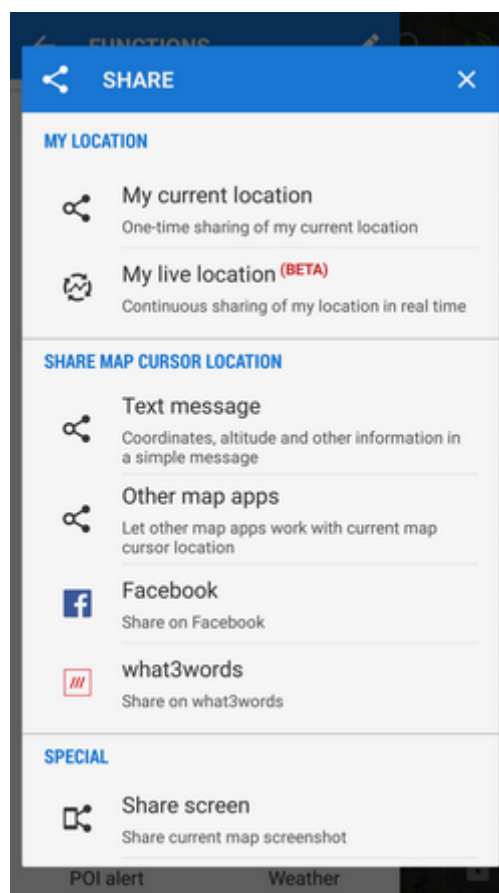 FUNCTIONS
SHARE
MY LOCATION
My current location
One-time sharing of my current location
My live location (BETA)
Continuous sharing of my location in real time
SHARE MAP CURSOR LOCATION
Text message
Coordinates, altitude and other information in
a simple message
Other map apps
Let other map apps work with current map
cursor location
Facebook
Share on Facebook
what3words
Share on what3words
SPECIAL
Share screen
Share current map screenshot
POI alert Weather